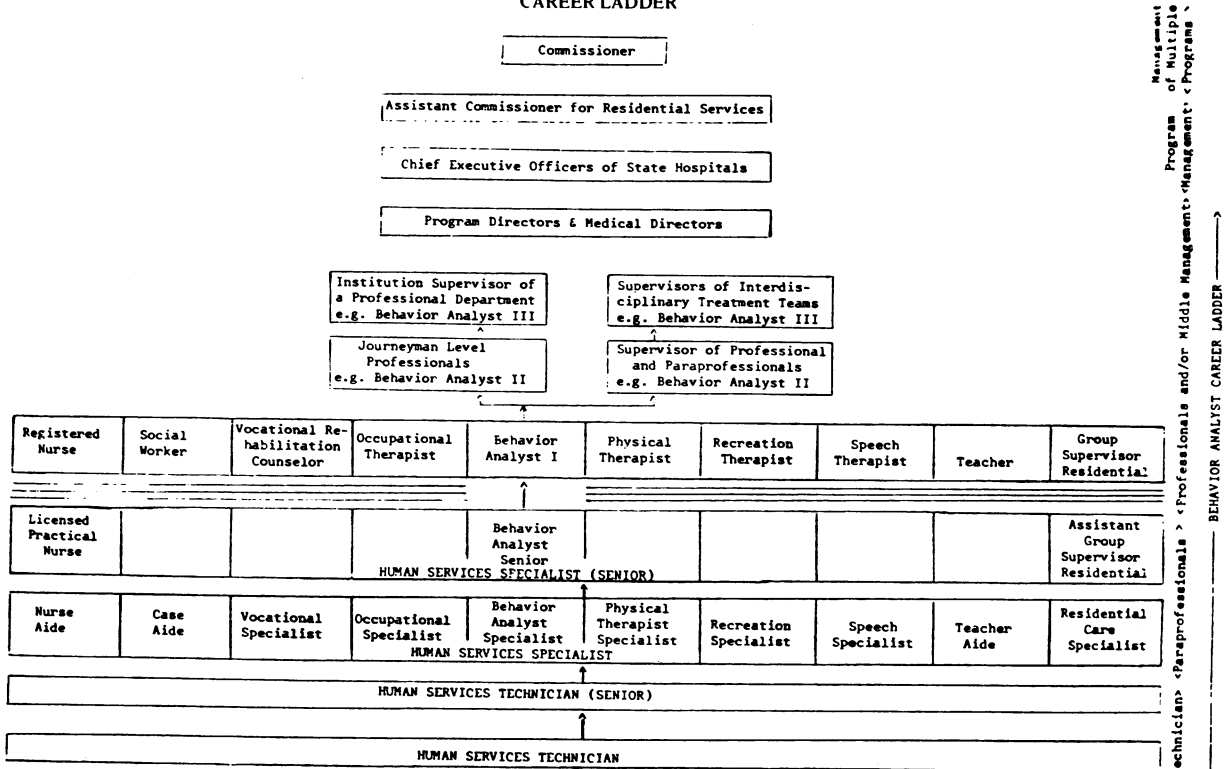 CAREER LADDER
Commissioner
Assistant Commissioner for Residential Services
Chief Executive Officers of State Hospitals
Program Directors & Medical Directors
Institution Supervisor of
a Professional Department
e.g. Behavior Analyst III
Supervisors of Interdis-
ciplinary Treatment Teams
e.g. Behavior Analyst III
Journeyman Level
Professionals
e.g. Behavior Analyst II
Supervisor of Professional
and Paraprofessionals
e.g. Behavior Analyst II
Registered
Nurse
Social
Worker
Vocational Re-
habilitation
Counselor
Occupational
Therapist
Behavior
Analyst I
Physical
Therapist
Recreation
Therapist
Speech
Therapist
Teacher
Group
Supervisor
Residential
Licensed
Practical
Nurse
Behavior
Analyst
Senior
Assistant
Group
Supervisor
Residential
HUMAN SERVICES SPECIALIST (SENIOR)
Nurse
Aide
Case
Aide
Vocational
Specialist
Occupational
Specialist
Behavior
Analyst
Specialist
Physical
Therapist
Specialist
Recreation
Specialist
Speech
Specialist
Teacher
Aide
Residential
Care
Specialist
HUMAN SERVICES SPECIALIST
HUMAN SERVICES TECHNICIAN (SENIOR)
HUMAN SERVICES TECHNICIAN
Management
Program of Multiple
echnician> <Paraprofessionals > <Professionals and/or Middle Management> <Management> <Programs
BEHAVIOR ANALYST CAREER LADDER